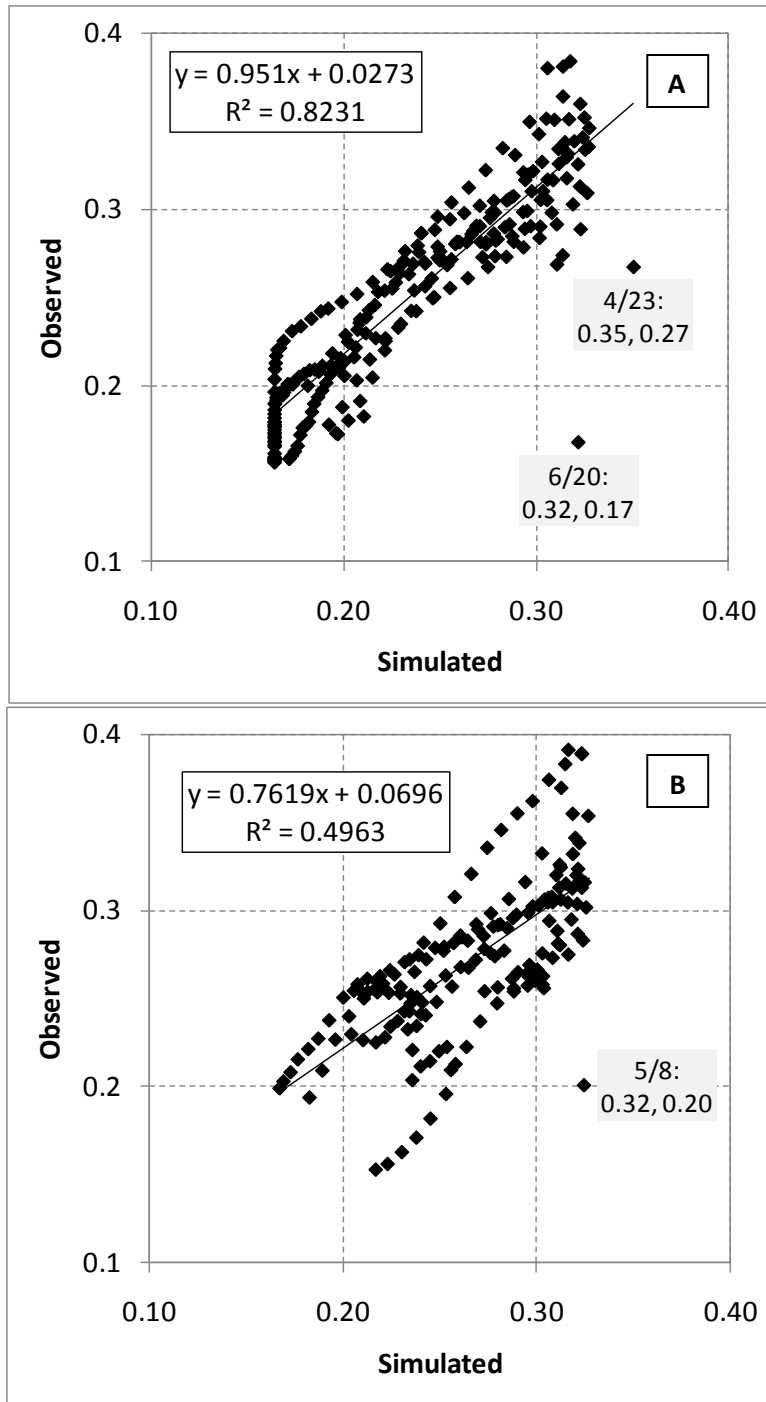 0.4
y = 0.951x + 0.0273
R² = 0.8231
A
0.3
Observed
4/23:
0.35, 0.27
0.2
6/20:
0.32, 0.17
0.1
0.10 0.20 0.30 0.40
Simulated
0.4
y = 0.7619x + 0.0696
R² = 0.4963
B
0.3
Observed
0.2
5/8:
0.32, 0.20
0.1
0.10 0.20 0.30 0.40
Simulated